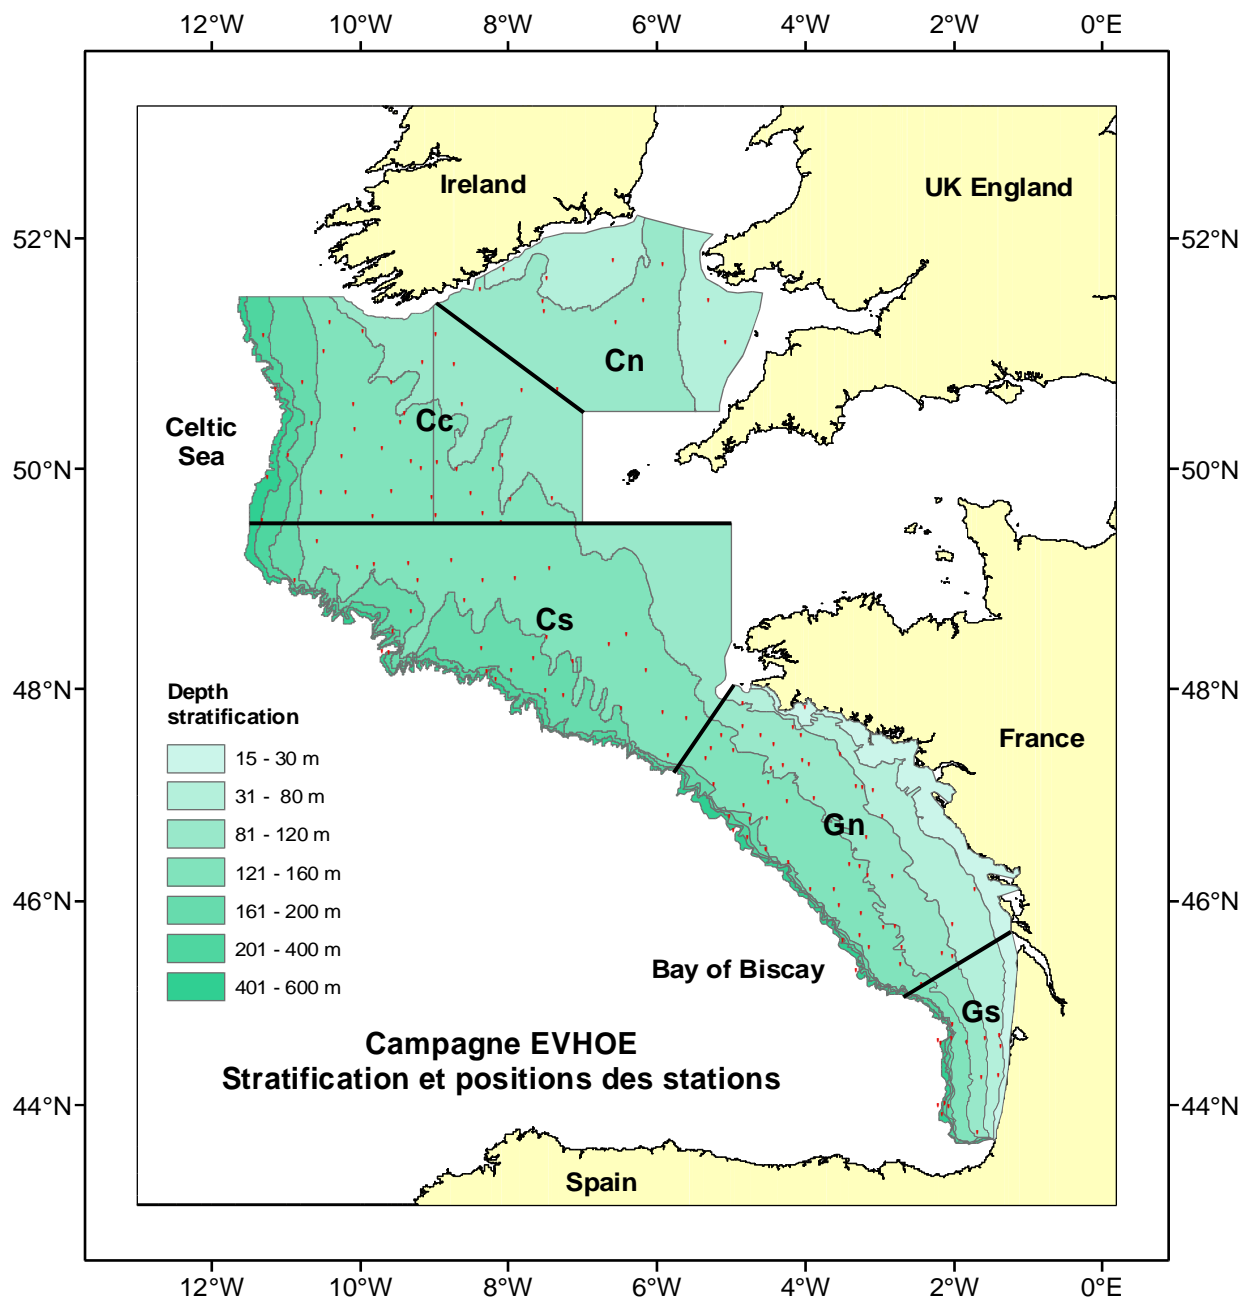 12°W 10°W 8°W 6°W 4°W 2°W 0°E
Ireland
UK England
52°N 52°N
Cn
Cc
Celtic
Sea
50°N 50°N
Cs
48°N 48°N
Depth
stratification
15 - 30 m
31 - 80 m
81 - 120 m
121 - 160 m
161 - 200 m
201 - 400 m
401 - 600 m
France
Gn
46°N 46°N
Bay of Biscay
Gs
Campagne EVHOE
Stratification et positions des stations
44°N 44°N
Spain
12°W 10°W 8°W 6°W 4°W 2°W 0°E